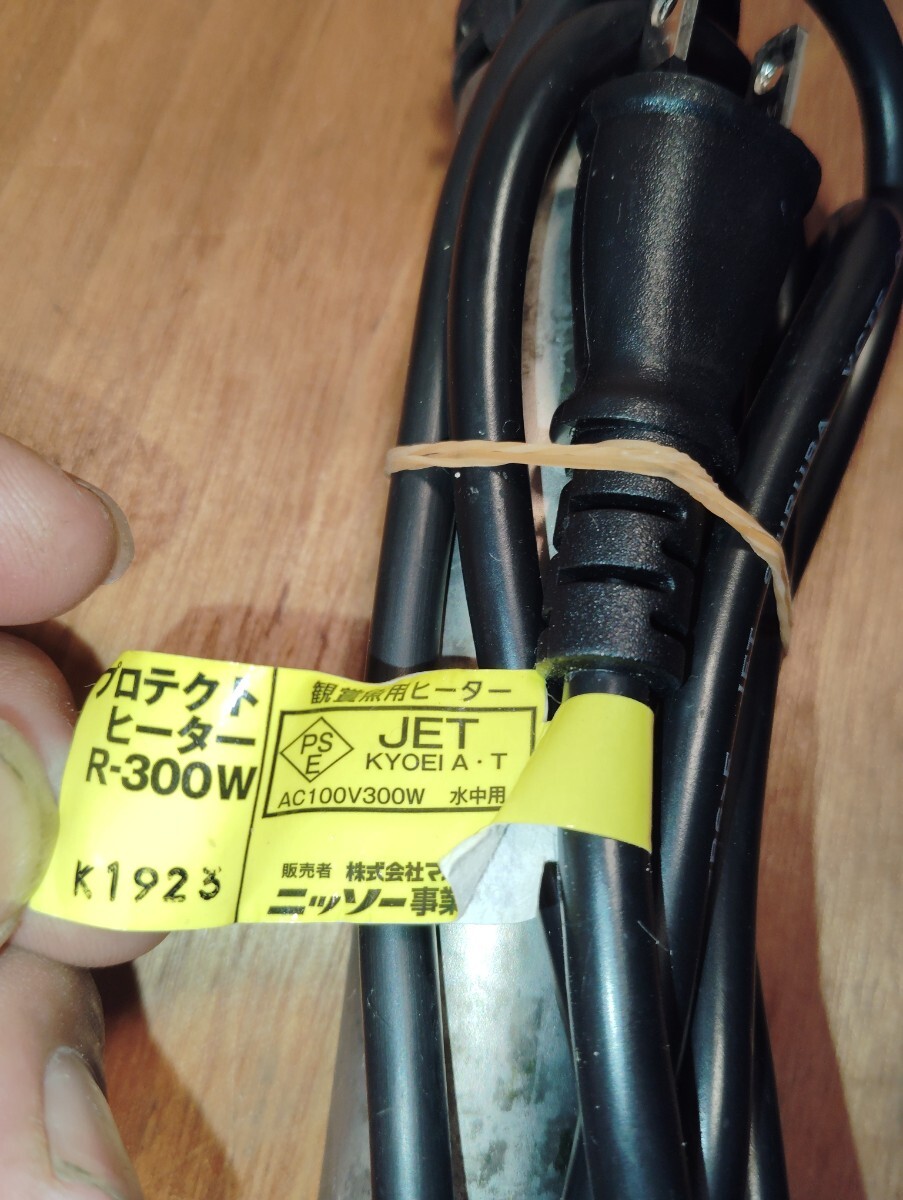 プロテクト
ヒーター
R-300W
K1923
観賞魚用ヒーター
PS
E
JET
KYOEI A・T
AC100V300W 水中用
販売者 株式会社マ
ニッソー事業